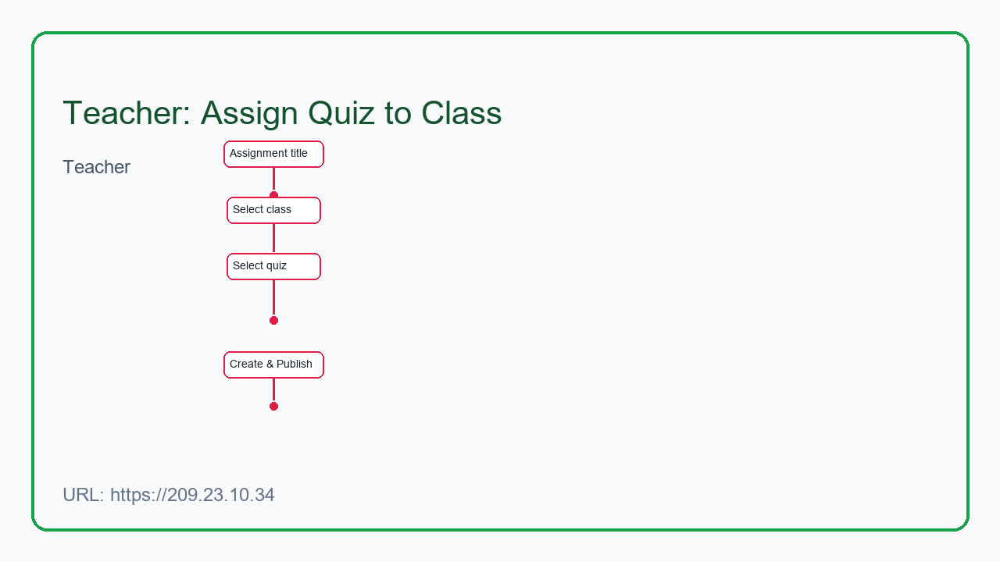 Teacher: Assign Quiz to Class
Assignment title
Teacher
Select class
Select quiz
Create & Publish
URL: https://209.23.10.34